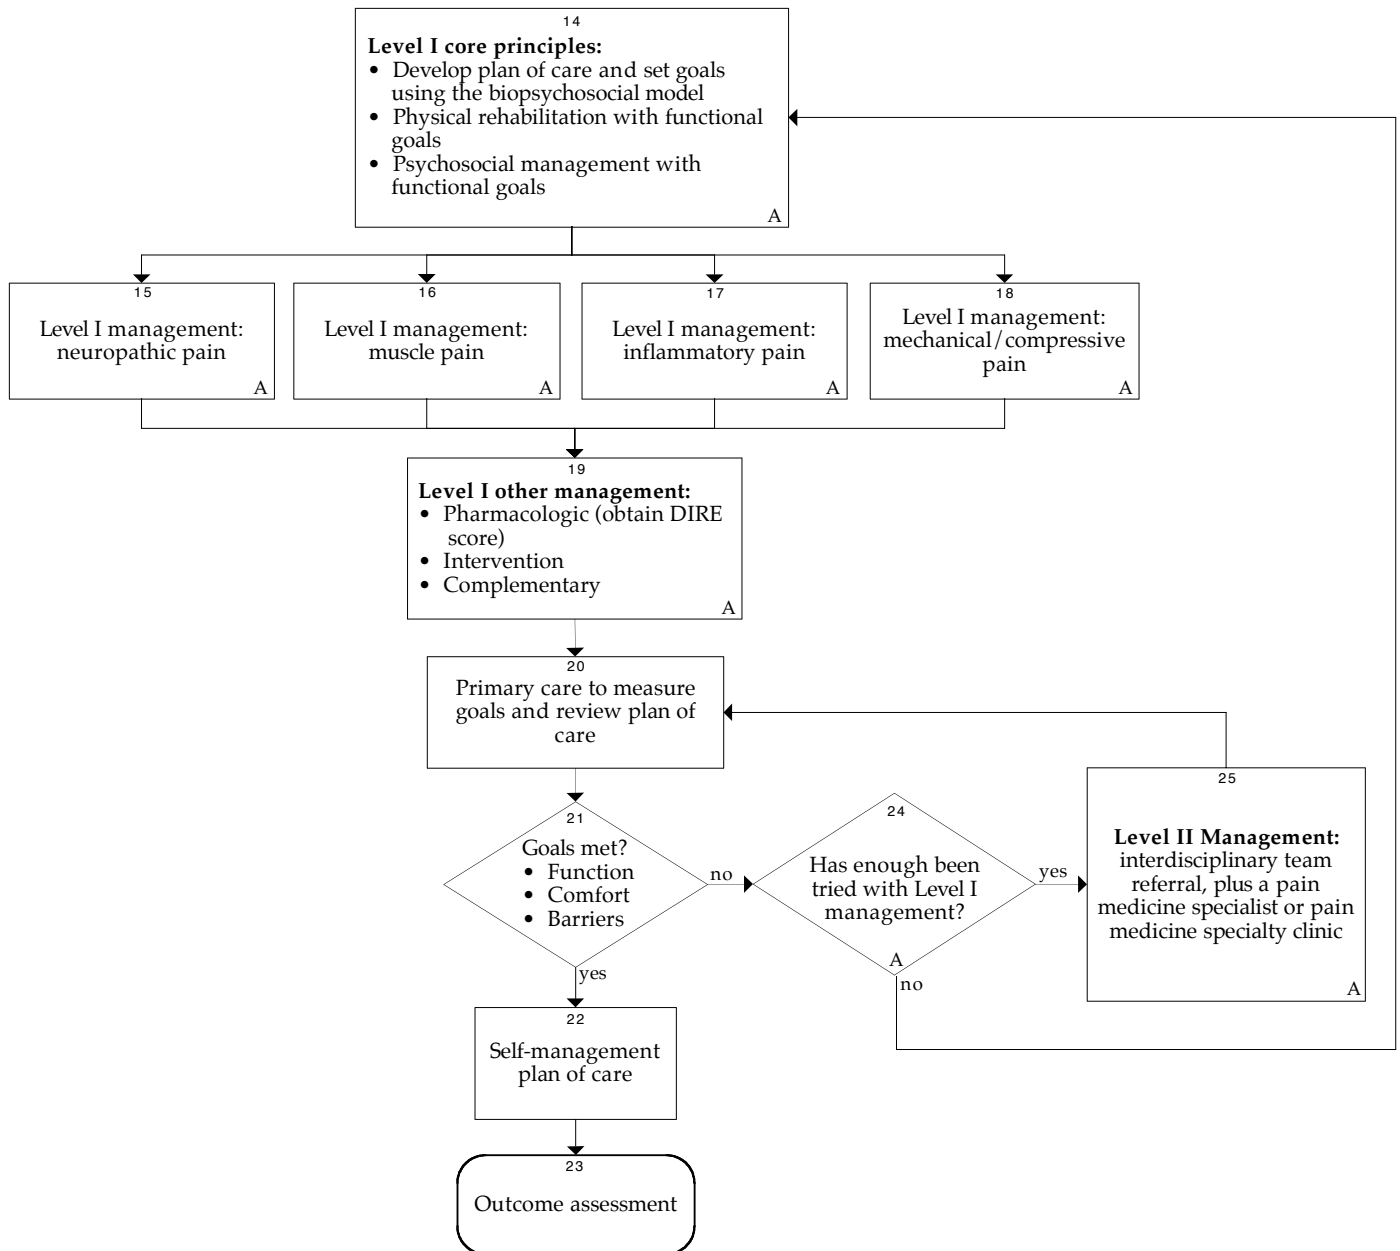 14
Level I core principles:
• Develop plan of care and set goals
using the biopsychosocial model
• Physical rehabilitation with functional
goals
• Psychosocial management with
functional goals
A
15
Level I management:
neuropathic pain
A
16
Level I management:
muscle pain
A
17
Level I management:
inflammatory pain
A
18
Level I management:
mechanical/compressive
pain
A
19
Level I other management:
• Pharmacologic (obtain DIRE
score)
• Intervention
• Complementary
A
20
Primary care to measure
goals and review plan of
care
21
Goals met?
• Function
• Comfort
• Barriers
no
yes
24
Has enough been
tried with Level I
management?
A
yes
no
25
Level II Management:
interdisciplinary team
referral, plus a pain
medicine specialist or pain
medicine specialty clinic
A
22
Self-management
plan of care
23
Outcome assessment